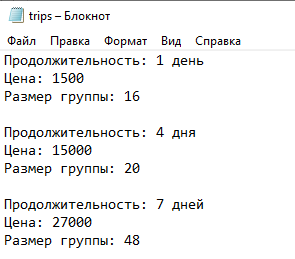 trips – Блокнот
Файл Правка Формат Вид Справка
Продолжительность: 1 день
Цена: 1500
Размер группы: 16
Продолжительность: 4 дня
Цена: 15000
Размер группы: 20
Продолжительность: 7 дней
Цена: 27000
Размер группы: 48